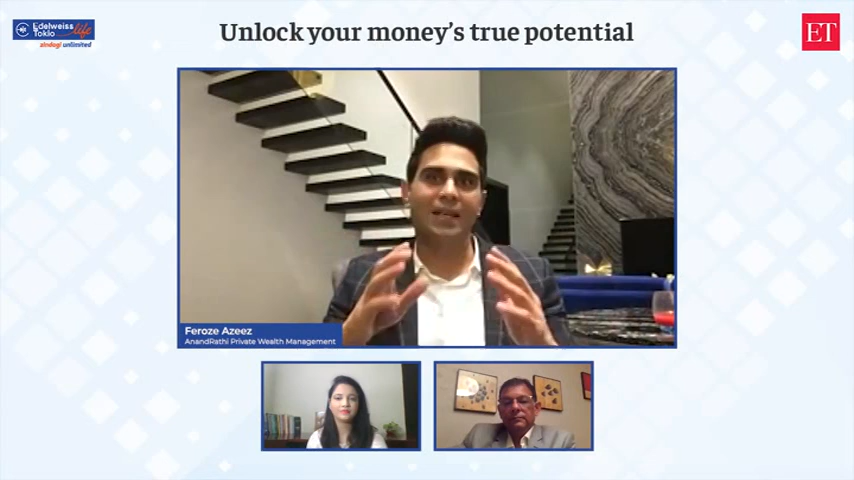 Edelweiss
Tokio life
zindagi unlimited
Unlock your money's true potential
ET
Feroze Azeez
AnandRathi Private Wealth Management